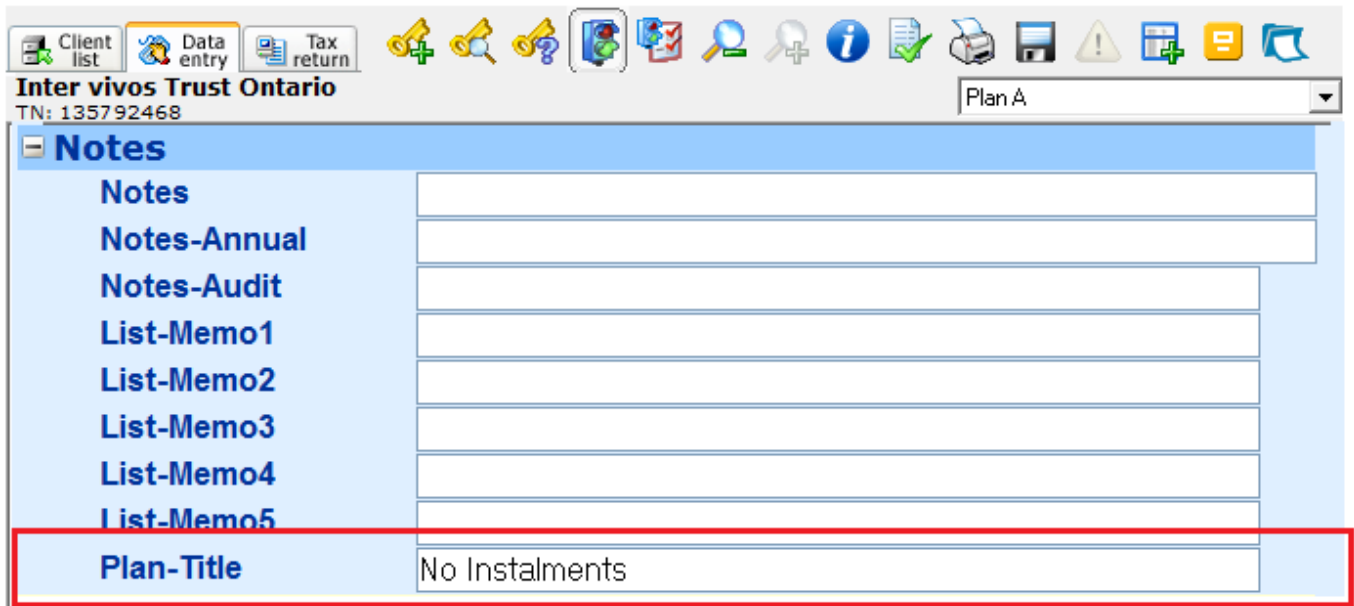 Client list
Data entry
Tax return
Inter vivos Trust Ontario
TN: 135792468
Plan A
Notes
Notes
Notes-Annual
Notes-Audit
List-Memo1
List-Memo2
List-Memo3
List-Memo4
List-Memo5
Plan-Title No Instalments